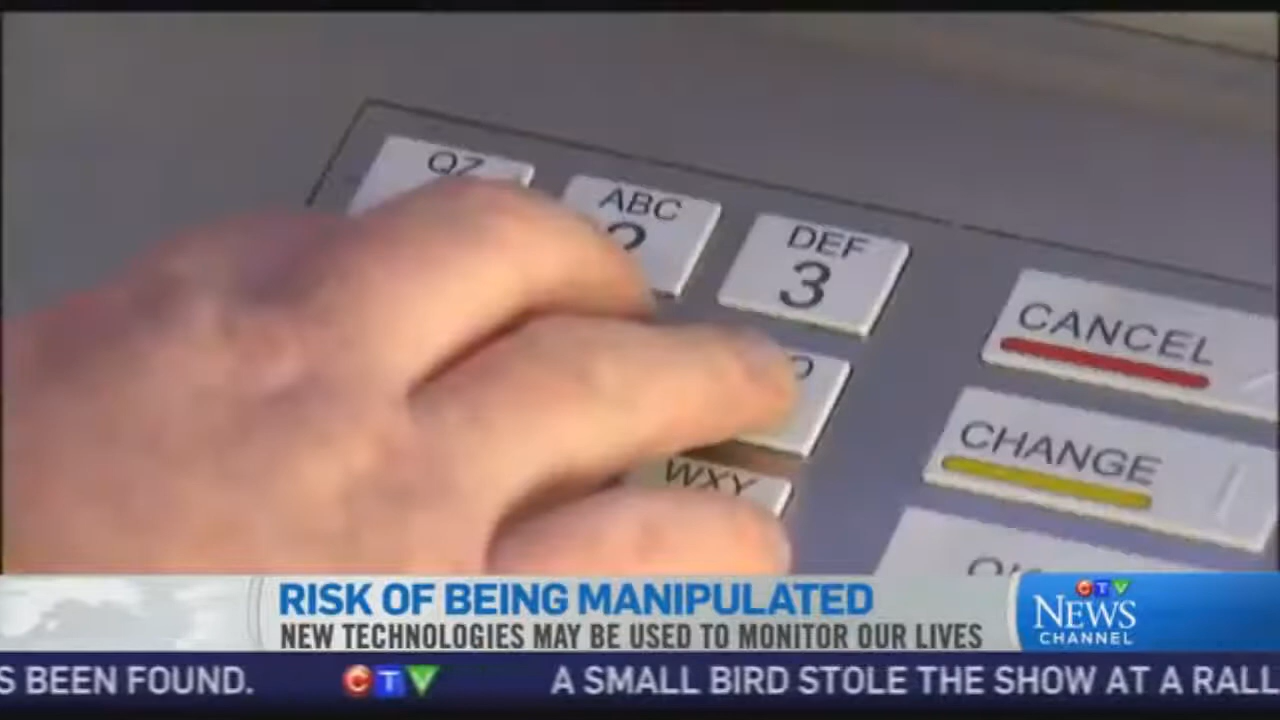 QZ
ABC
2
DEF
3
CANCEL
CHANGE
WXY
RISK OF BEING MANIPULATED
NEW TECHNOLOGIES MAY BE USED TO MONITOR OUR LIVES
CTV
NEWS
CHANNEL
S BEEN FOUND. CTV A SMALL BIRD STOLE THE SHOW AT A RALL